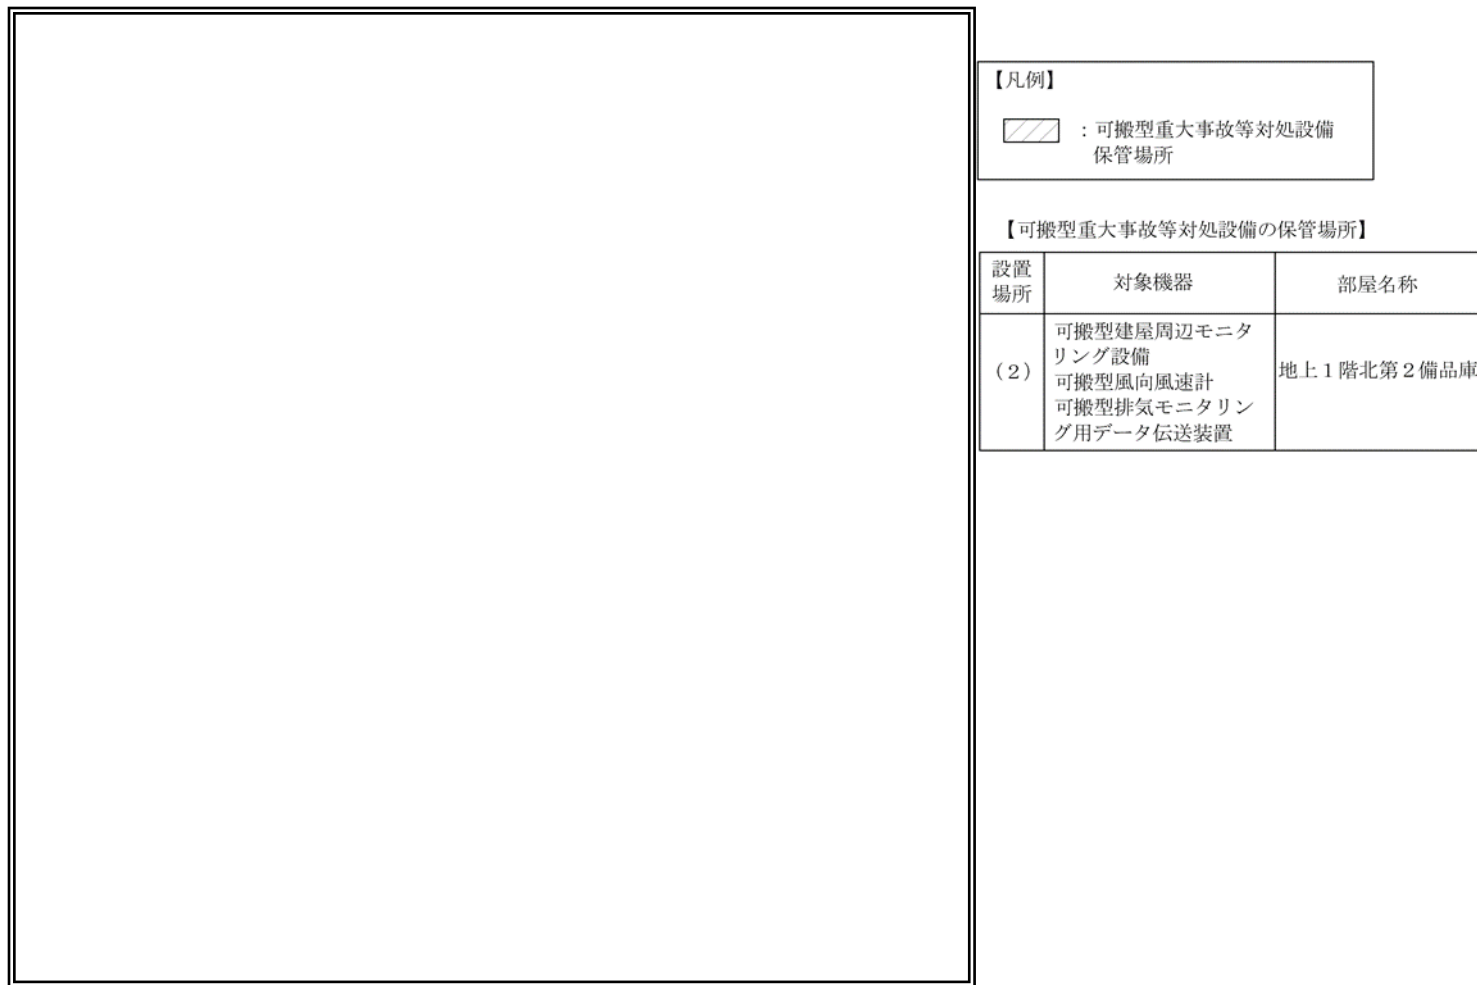 【凡例】
：可搬型重大事故等対処設備
保管場所
【可搬型重大事故等対処設備の保管場所】
設置
場所
対象機器
部屋名称
（２）
可搬型建屋周辺モニタ
リング設備
可搬型風向風速計
可搬型排気モニタリン
グ用データ伝送装置
地上１階北第２備品庫